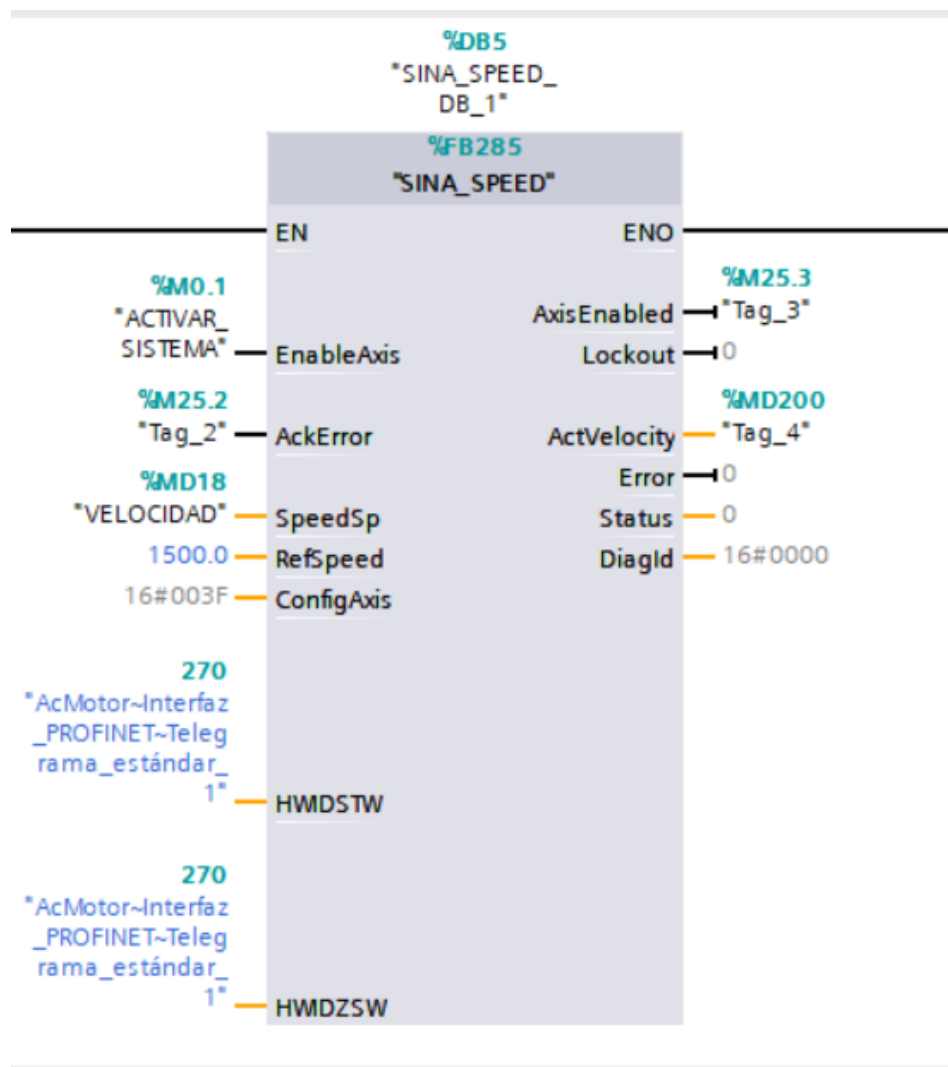 %DB5
"SINA_SPEED_
DB_1"
%FB285
"SINA_SPEED"
EN
ENO
%M0.1
"ACTIVAR_
SISTEMA"
EnableAxis
%M25.3
AxisEnabled
"Tag_3"
Lockout
0
%M25.2
"Tag_2"
AckError
%MD200
ActVelocity
"Tag_4"
Error
0
%MD18
"VELOCIDAD"
SpeedSp
Status
0
1500.0
RefSpeed
DiagId
16#0000
16#003F
ConfigAxis
270
"AcMotor~Interfaz
_PROFINET~Teleg
rama_estándar_
1"
HWIDSTW
270
"AcMotor~Interfaz
_PROFINET~Teleg
rama_estándar_
1"
HWIDZSW